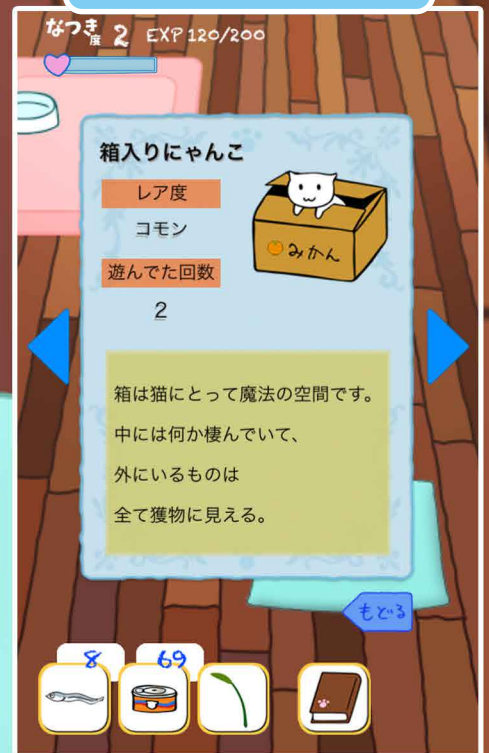 なつき度 2 EXP 120/200
箱入りにゃんこ
レア度
コモン
遊んでた回数
2
みかん
箱は猫にとって魔法の空間です。
中には何か棲んでいて、
外にいるものは
全て獲物に見える。
もどる
8 69